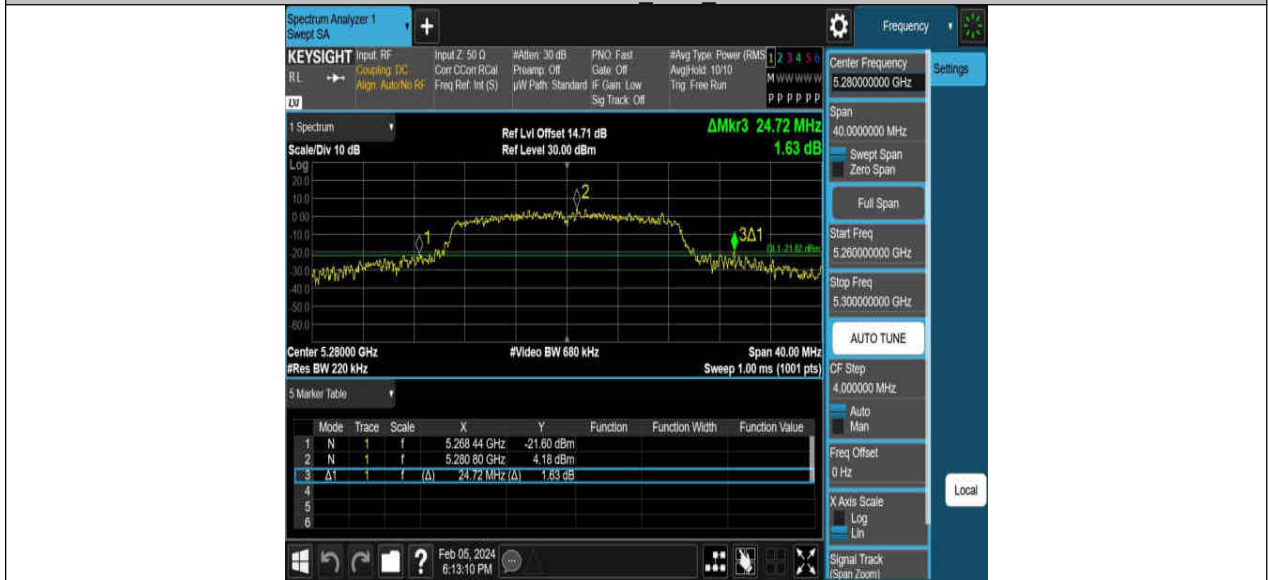 Spectrum Analyzer 1
Swept SA
+
Frequency
KEYSIGHT
RL
LXI
Input: RF
Coupling: DC
Align: Auto/No RF
Input Z: 50 Ω
Corr CCorr RCal
Freq Ref: Int (S)
#Atten: 30 dB
Preamp: Off
µW Path: Standard
PNO: Fast
Gate: Off
IF Gain: Low
Sig Track: Off
#Avg Type: Power (RMS
Avg|Hold: 10/10
Trig: Free Run
1 2 3 4 5 6
M W W W W W
P P P P P P
Center Frequency
5.280000000 GHz
Settings
Span
40.0000000 MHz
Swept Span
Zero Span
Full Span
Start Freq
5.260000000 GHz
Stop Freq
5.300000000 GHz
AUTO TUNE
CF Step
4.000000 MHz
Auto
Man
Freq Offset
0 Hz
X Axis Scale
Log
Lin
Signal Track
(Span Zoom)
Local
1 Spectrum
Scale/Div 10 dB
Ref Lvl Offset 14.71 dB
Ref Level 30.00 dBm
ΔMkr3 24.72 MHz
1.63 dB
Log
20.0
10.0
0.00
-10.0
-20.0
-30.0
-40.0
-50.0
-60.0
1
2
3Δ1
DL1 -21.82 dBm
Center 5.28000 GHz
#Video BW 680 kHz
Span 40.00 MHz
#Res BW 220 kHz
Sweep 1.00 ms (1001 pts)
5 Marker Table
Mode Trace Scale X Y Function Function Width Function Value
1 N 1 f 5.268 44 GHz -21.60 dBm
2 N 1 f 5.280 80 GHz 4.18 dBm
3 Δ1 1 f (Δ) 24.72 MHz (Δ) 1.63 dB
4
5
6
?
Feb 05, 2024
6:13:10 PM